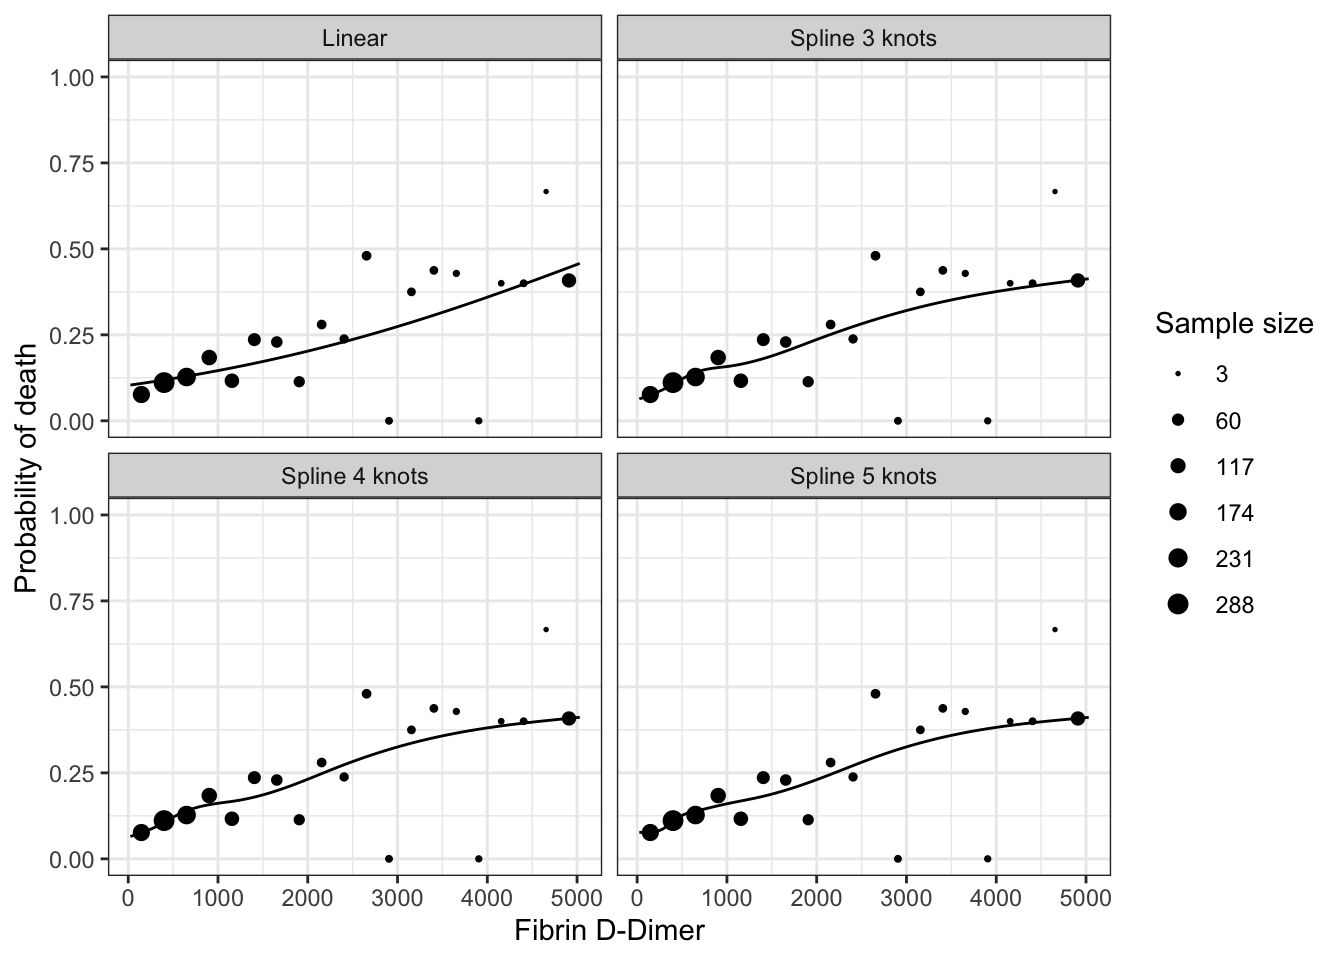 Linear
Spline 3 knots
1.00
0.75
0.50
0.25
0.00
Spline 4 knots
Spline 5 knots
1.00
0.75
0.50
0.25
0.00
0 1000 2000 3000 4000 5000
0 1000 2000 3000 4000 5000
Fibrin D-Dimer
Probability of death
Sample size
3
60
117
174
231
288